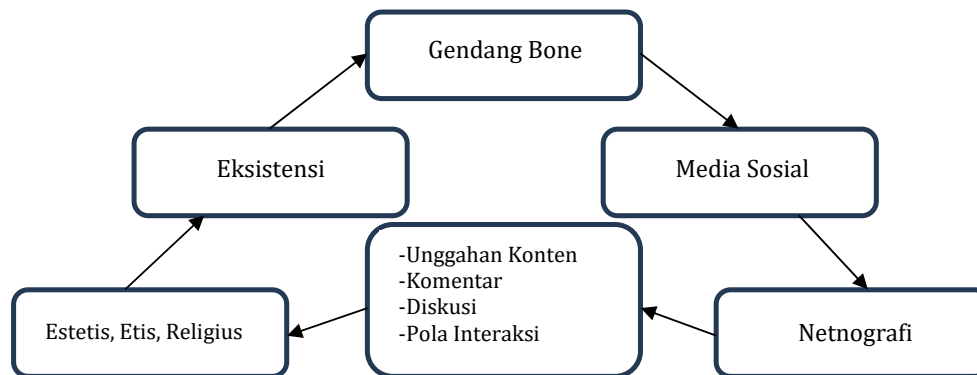 Gendang Bone
Eksistensi
Media Sosial
-Unggahan Konten
-Komentar
-Diskusi
-Pola Interaksi
Estetis, Etis, Religius
Netnografi